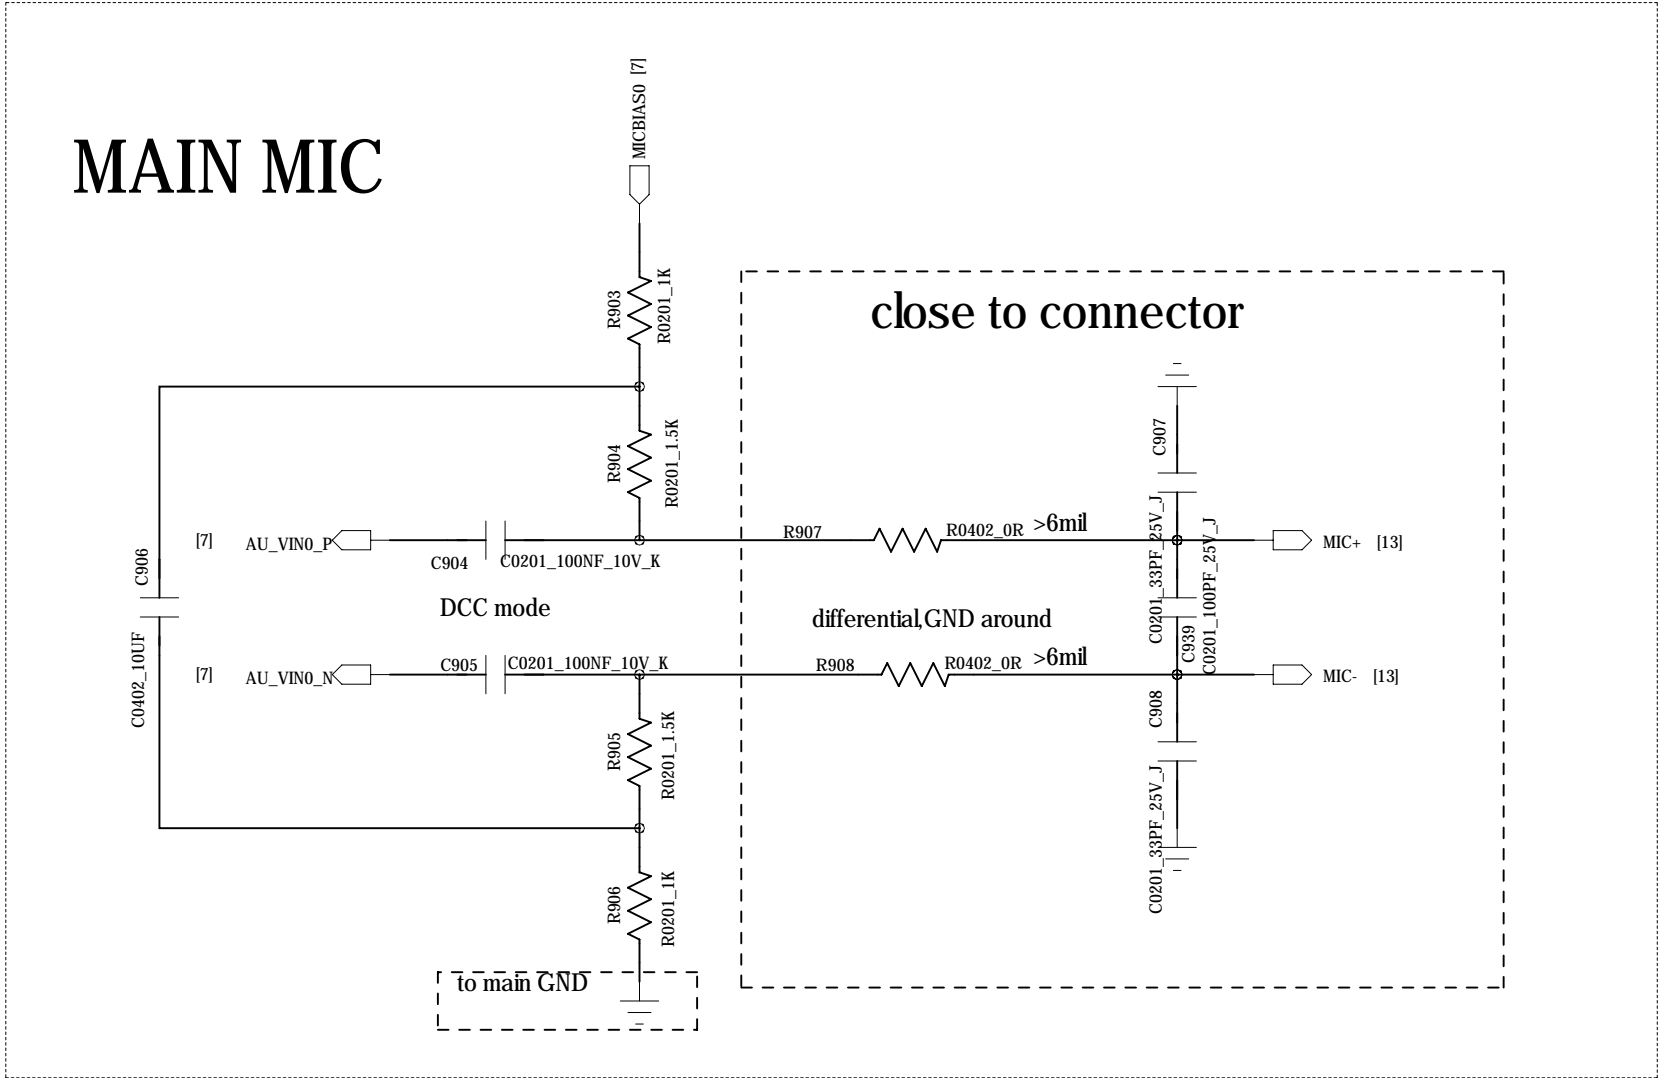 MICBIAS0 [7]
MAIN MIC
R903
R0201_1K
close to connector
R904
R0201_1.5K
C907
C0201_33PF_25V_J
[7] AU_VIN0_P
C904
C0201_100NF_10V_K
R907
R0402_0R
>6mil
MIC+ [13]
C906
C0402_10UF
DCC mode
differential,GND around
C939
C0201_100PF_25V_J
[7] AU_VIN0_N
C905
C0201_100NF_10V_K
R908
R0402_0R
>6mil
MIC- [13]
R905
R0201_1.5K
C908
C0201_33PF_25V_J
R906
R0201_1K
to main GND